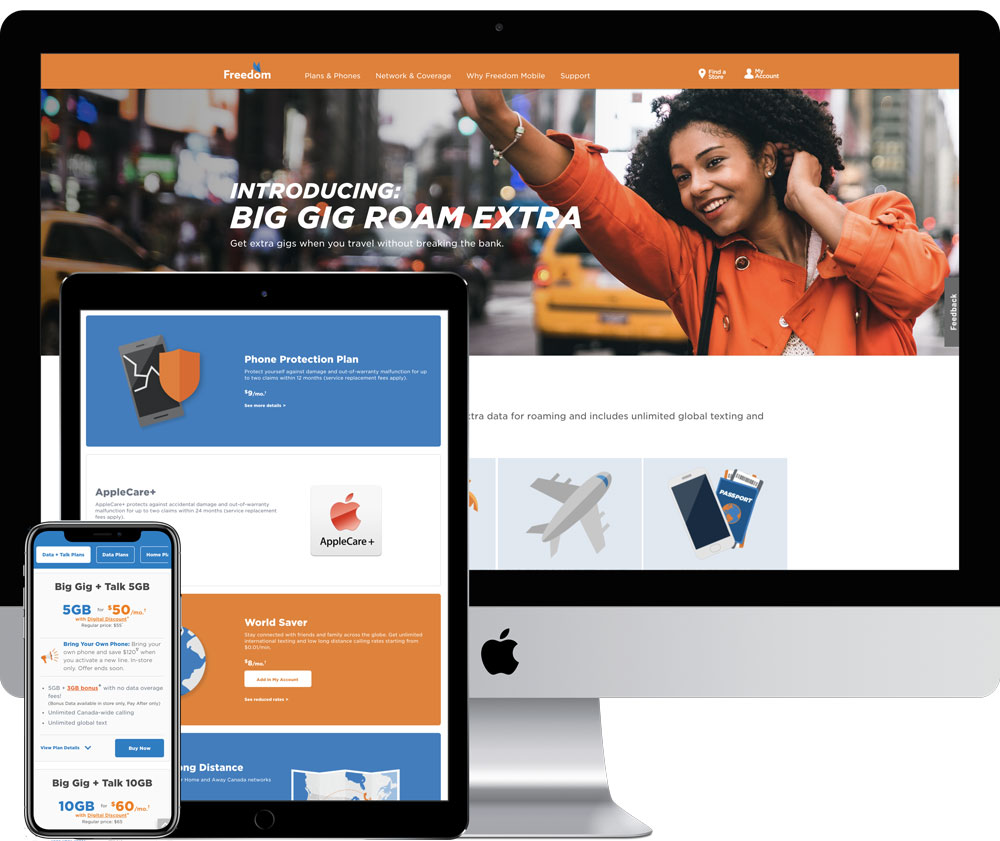 Freedom
Plans & Phones
Network & Coverage
Why Freedom Mobile
Support
Find a
Store
My
Account
INTRODUCING:
BIG GIG ROAM EXTRA
Get extra gigs when you travel without breaking the bank.
Feedback
xtra data for roaming and includes unlimited global texting and
PASSPORT
Phone Protection Plan
Protect yourself against damage and out-of-warranty malfunction for up
to two claims within 12 months (service replacement fees apply).
$9/mo.†
See more details >
AppleCare+
AppleCare+ protects against accidental damage and out-of-warranty
malfunction for up to two claims within 24 months (service replacement
fees apply).
AppleCare+
World Saver
Stay connected with friends and family across the globe. Get unlimited
international texting and low long distance calling rates starting from
$0.01/min.
$8/mo.†
Add in My Account
See reduced rates >
ng Distance
r Home and Away Canada networks
Data + Talk Plans
Data Plans
Home Pl
Big Gig + Talk 5GB
5GB for $50/mo.†
with Digital Discount
Regular price: $55
Bring Your Own Phone: Bring your
own phone and save $120 when
you activate a new line. In-store
only. Offer ends soon.
• 5GB + 3GB bonus with no data overage
fees!
(Bonus Data available in store only, Pay After only)
• Unlimited Canada-wide calling
• Unlimited global text
View Plan Details
Buy Now
Big Gig + Talk 10GB
10GB for $60/mo.†
with Digital Discount
Regular price: $65